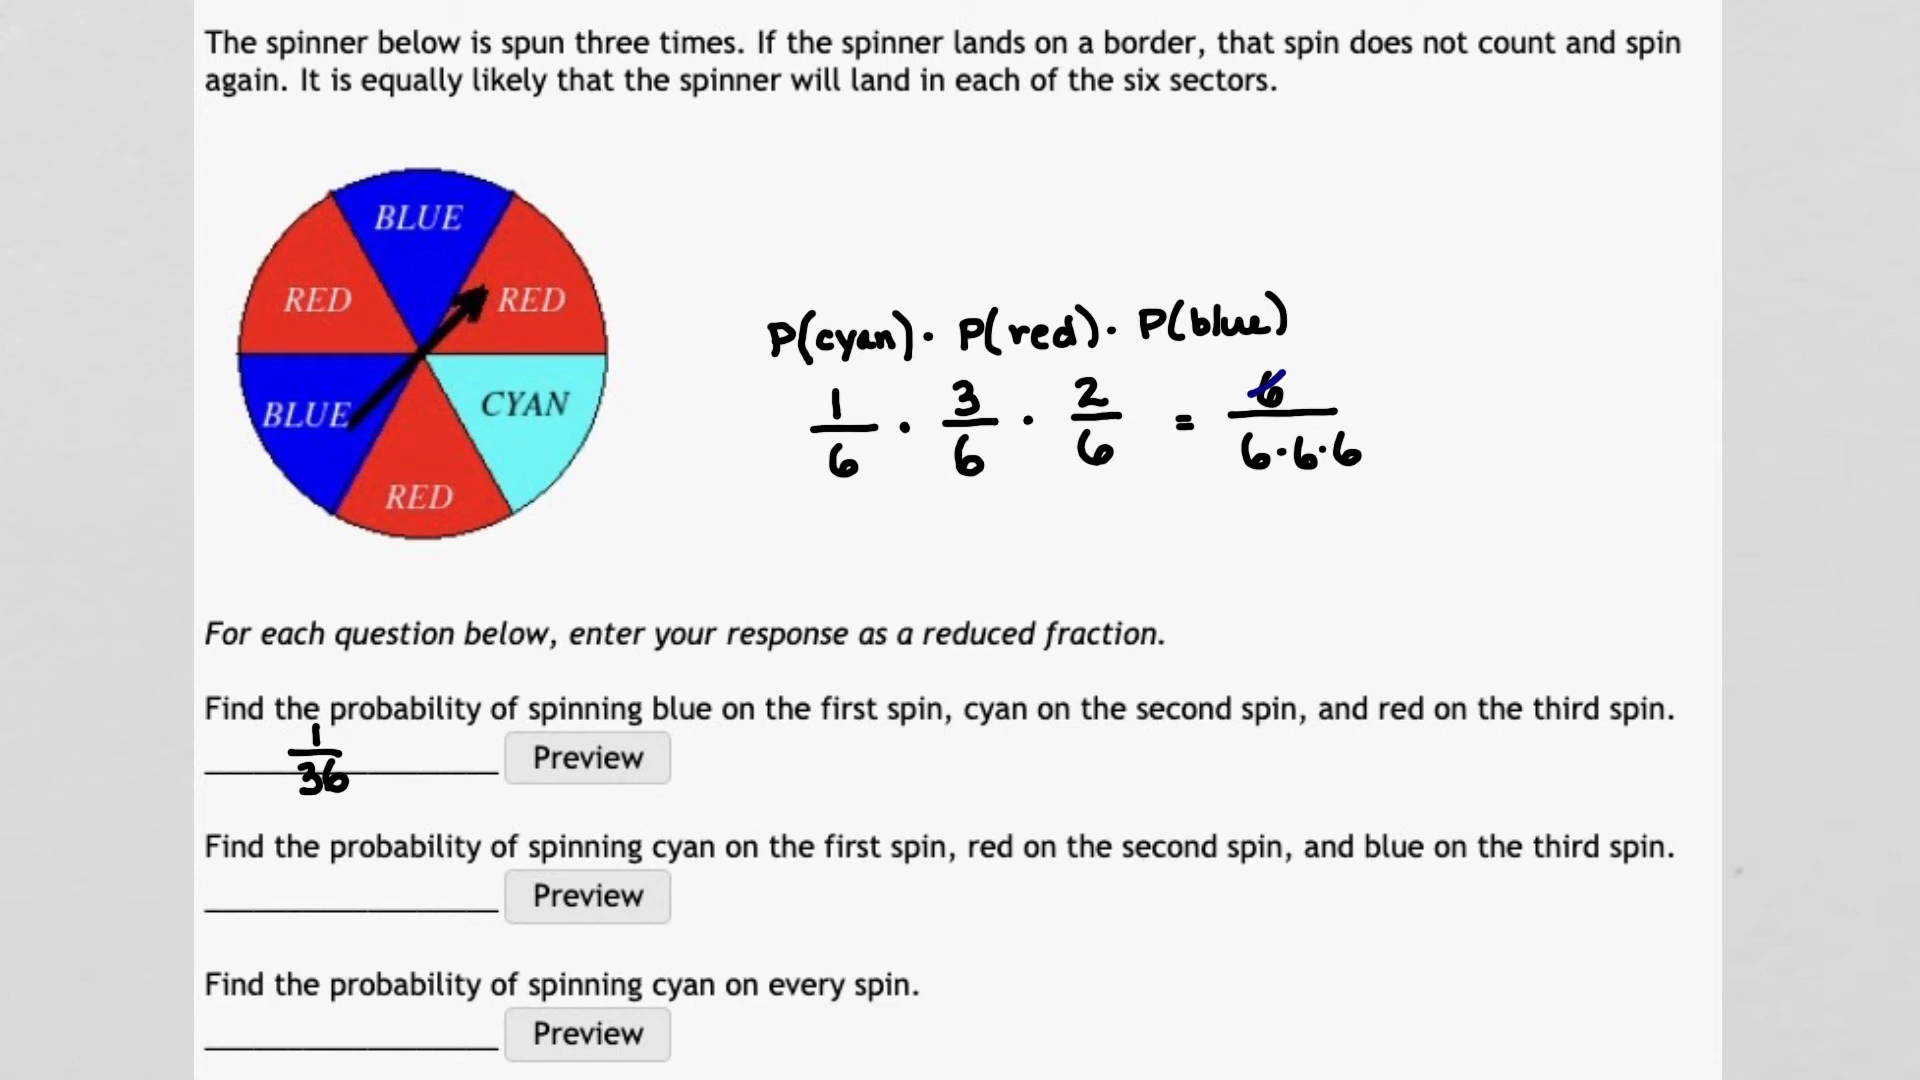 The spinner below is spun three times. If the spinner lands on a border, that spin does not count and spin
again. It is equally likely that the spinner will land in each of the six sectors.
BLUE
RED
RED
BLUE
CYAN
RED
P(cyan) · P(red) · P(blue)
1/6 · 3/6 · 2/6 = 6/6·6·6
For each question below, enter your response as a reduced fraction.
Find the probability of spinning blue on the first spin, cyan on the second spin, and red on the third spin.
1/36 Preview
Find the probability of spinning cyan on the first spin, red on the second spin, and blue on the third spin.
Preview
Find the probability of spinning cyan on every spin.
Preview